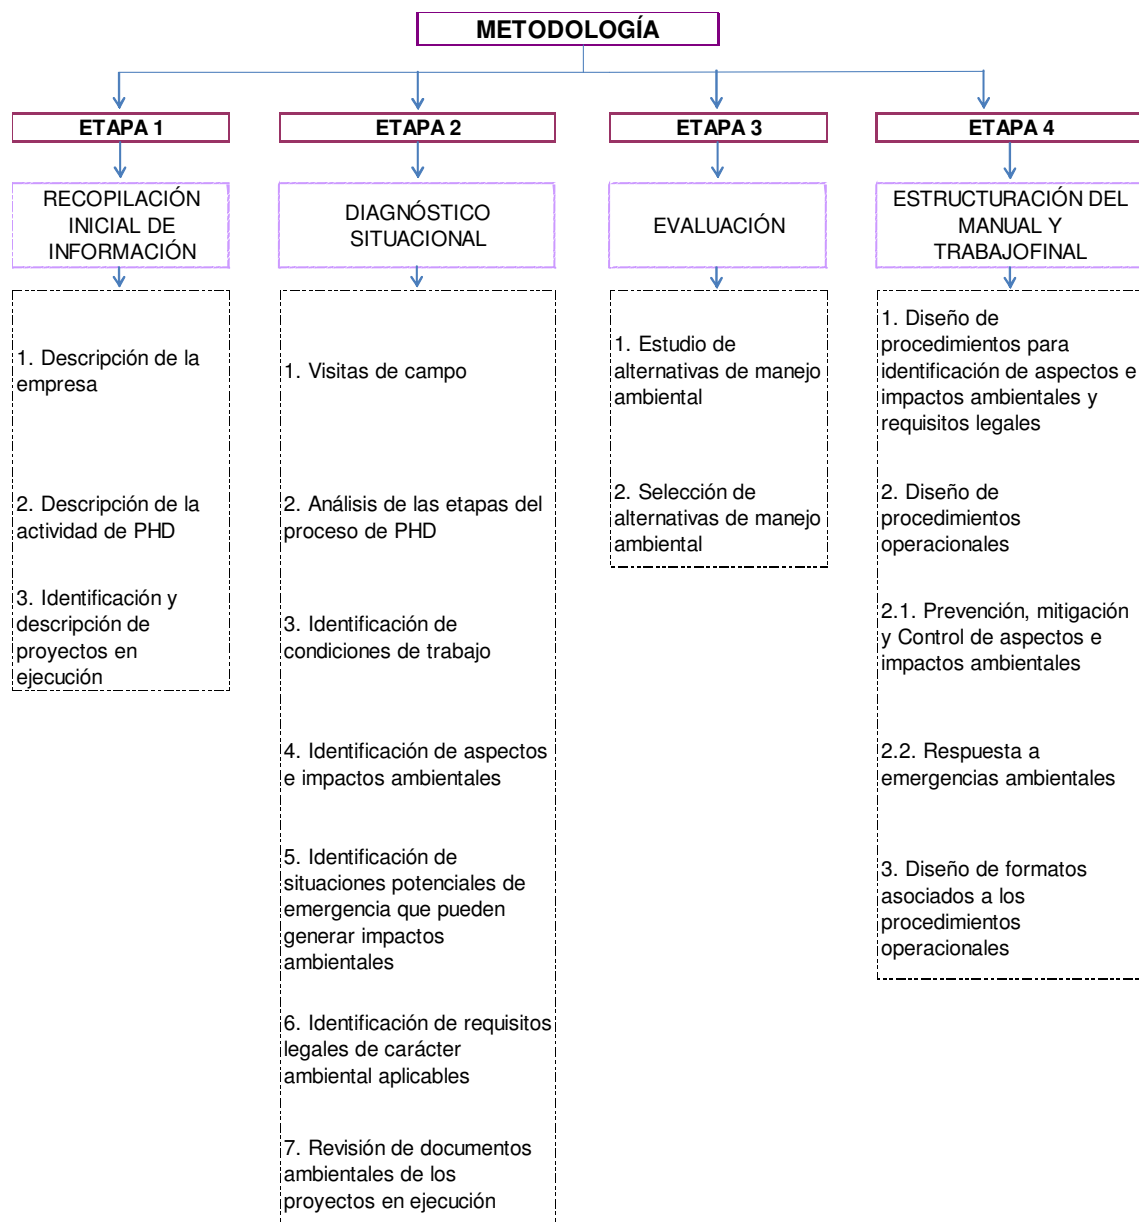 METODOLOGÍA
ETAPA 1
RECOPILACIÓN
INICIAL DE
INFORMACIÓN
1. Descripción de la
empresa
2. Descripción de la
actividad de PHD
3. Identificación y
descripción de
proyectos en
ejecución
ETAPA 2
DIAGNÓSTICO
SITUACIONAL
1. Visitas de campo
2. Análisis de las etapas del
proceso de PHD
3. Identificación de
condiciones de trabajo
4. Identificación de aspectos
e impactos ambientales
5. Identificación de
situaciones potenciales de
emergencia que pueden
generar impactos
ambientales
6. Identificación de requisitos
legales de carácter
ambiental aplicables
7. Revisión de documentos
ambientales de los
proyectos en ejecución
ETAPA 3
EVALUACIÓN
1. Estudio de
alternativas de manejo
ambiental
2. Selección de
alternativas de manejo
ambiental
ETAPA 4
ESTRUCTURACIÓN DEL
MANUAL Y
TRABAJOFINAL
1. Diseño de
procedimientos para
identificación de aspectos e
impactos ambientales y
requisitos legales
2. Diseño de
procedimientos
operacionales
2.1. Prevención, mitigación
y Control de aspectos e
impactos ambientales
2.2. Respuesta a
emergencias ambientales
3. Diseño de formatos
asociados a los
procedimientos
operacionales